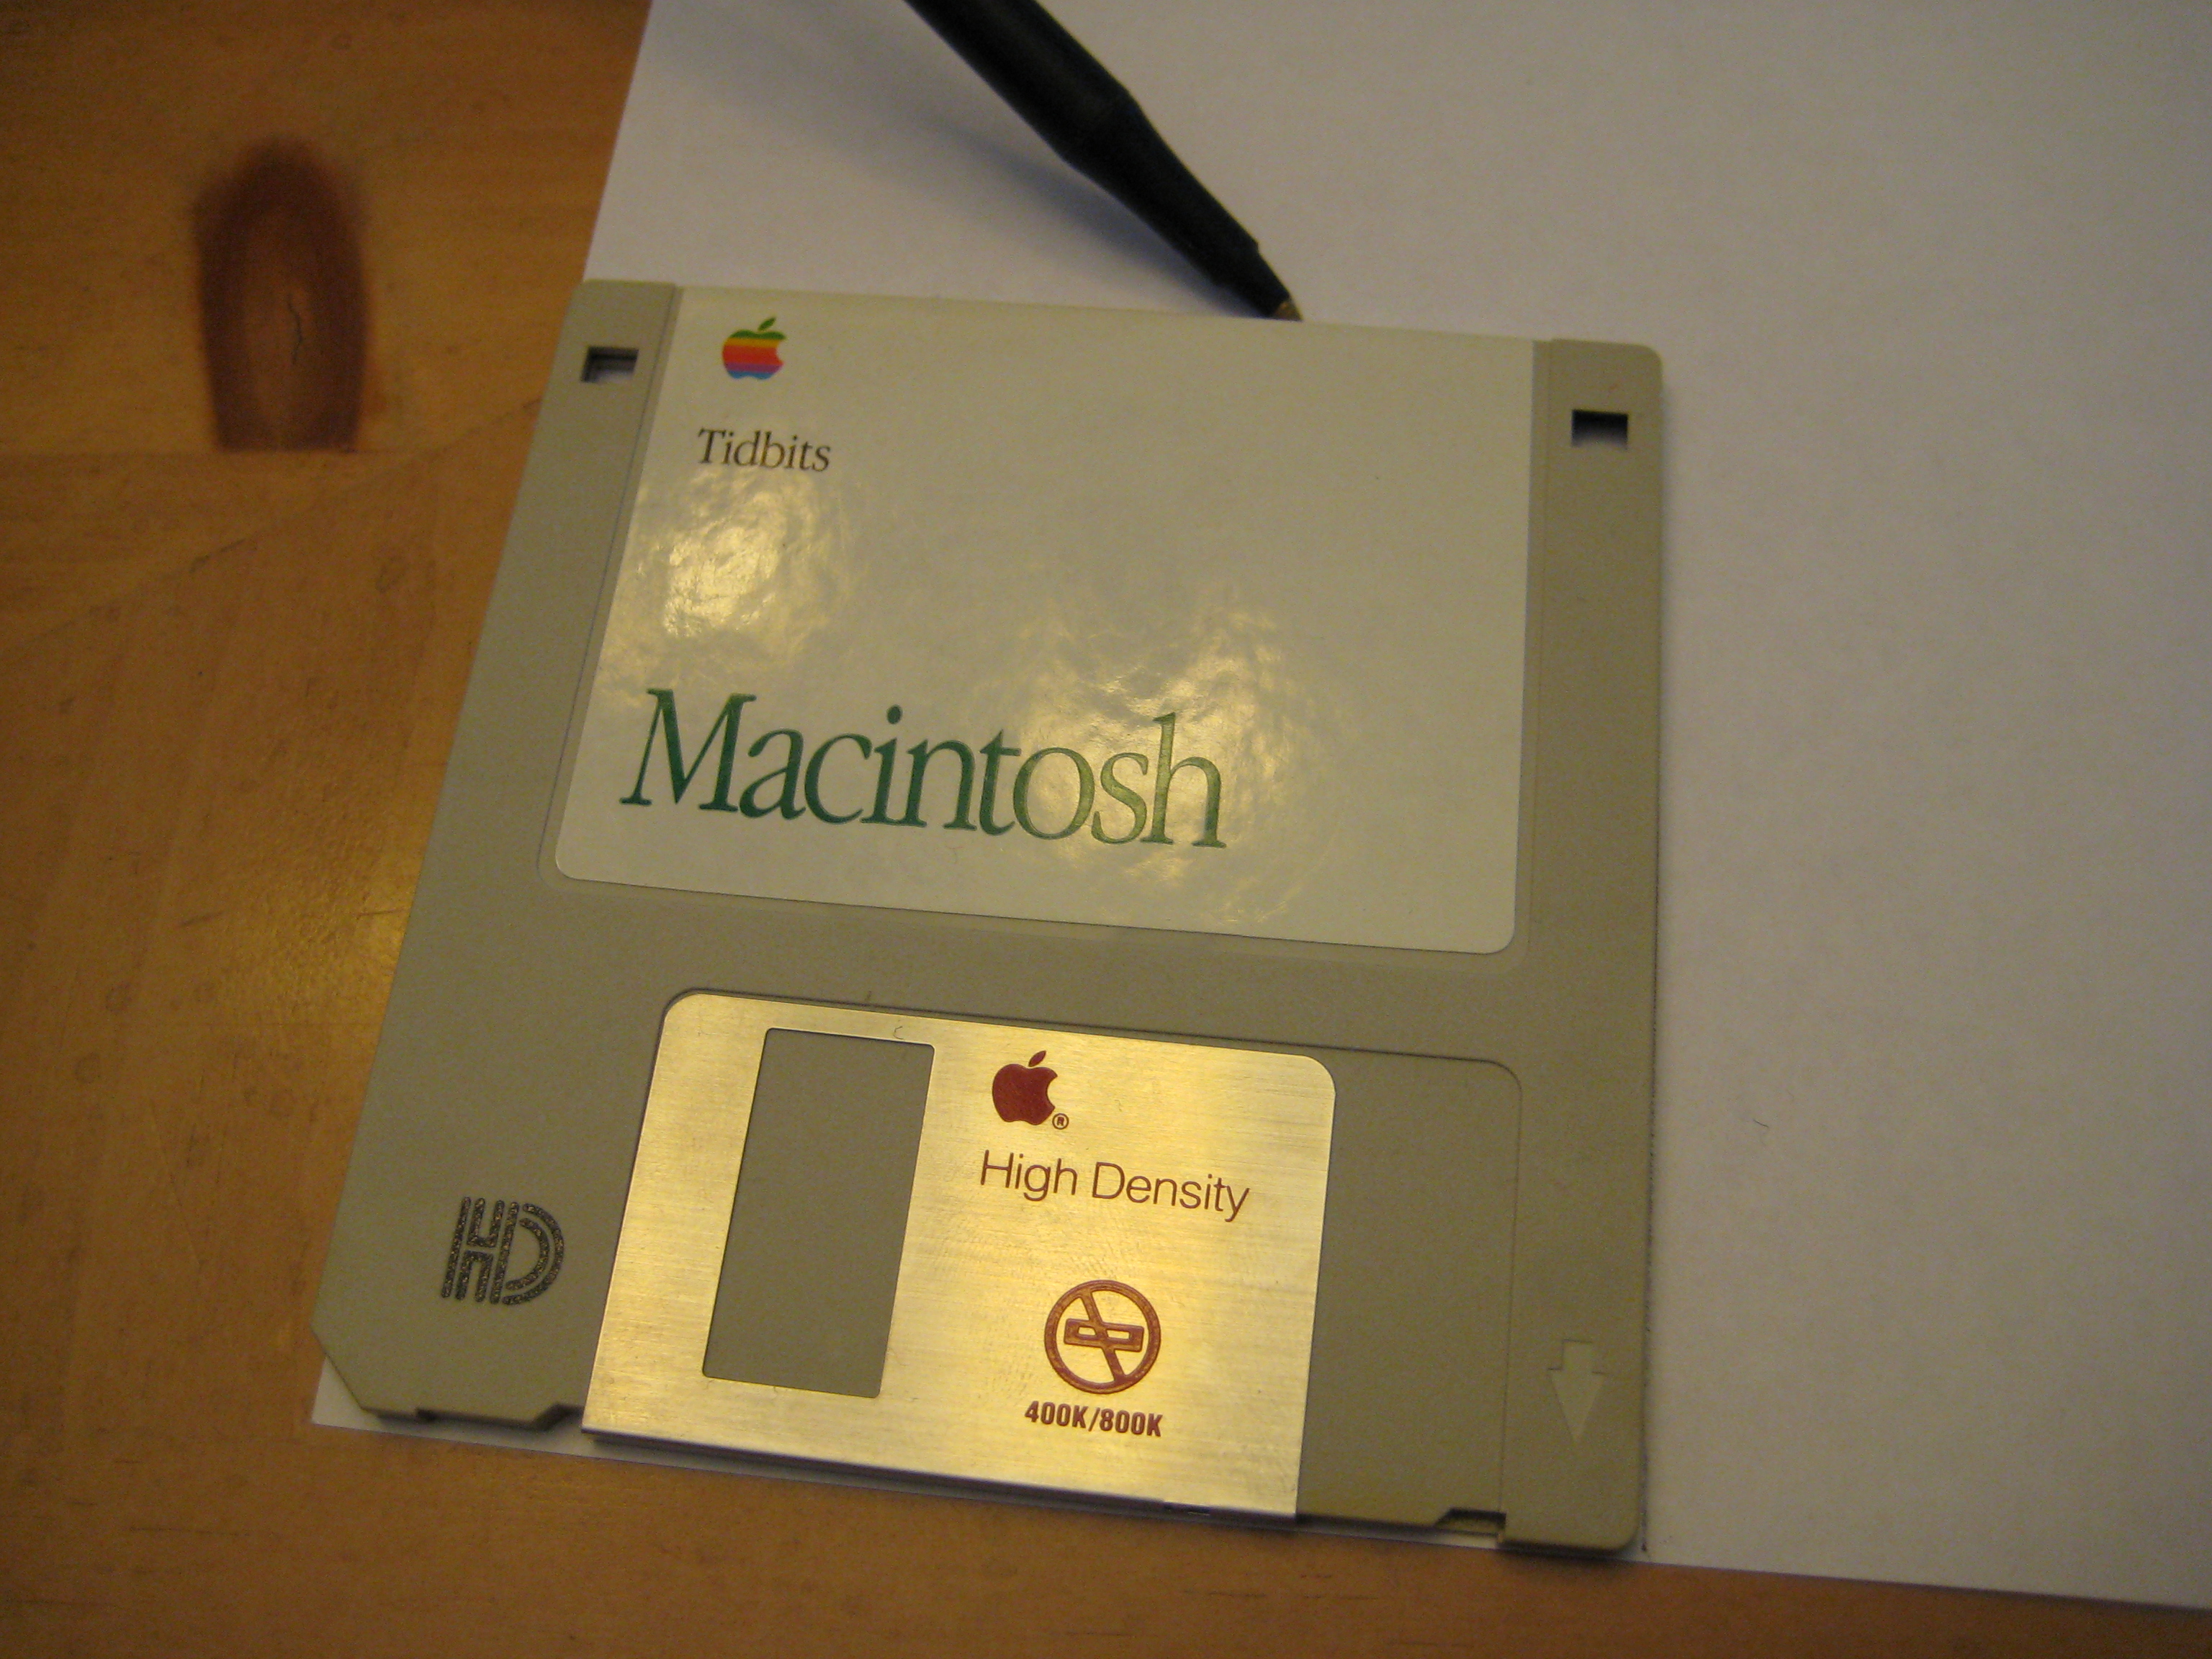 Tidbits
Macintosh
®
High Density
HD
400K/800K